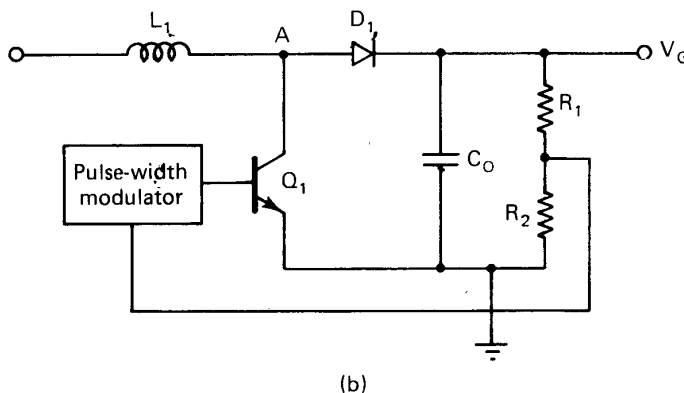 L1
A
D1
VO
R1
Pulse-width
modulator
Q1
CO
R2
(b)